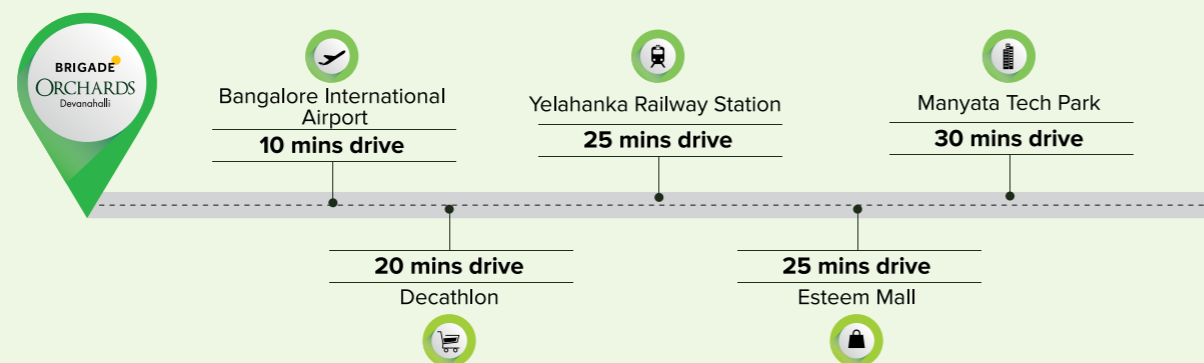 BRIGADE
ORCHARDS
Devanahalli
Bangalore International
Airport
10 mins drive
Yelahanka Railway Station
25 mins drive
Manyata Tech Park
30 mins drive
20 mins drive
Decathlon
25 mins drive
Esteem Mall